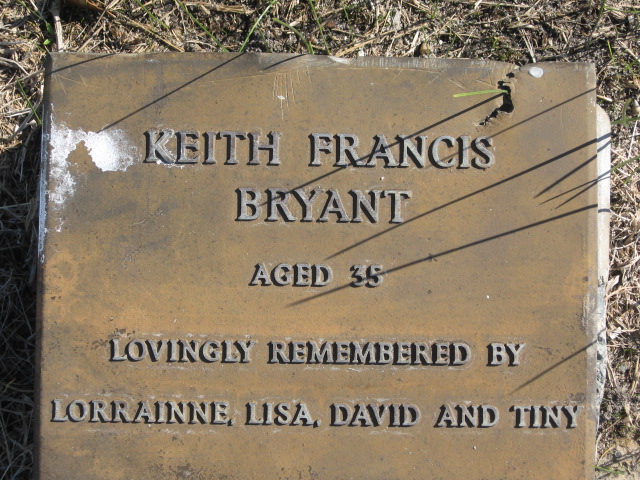 KEITH FRANCIS
BRYANT
AGED 35
LOVINGLY REMEMBERED BY
LORRAINNE, LISA, DAVID AND TINY